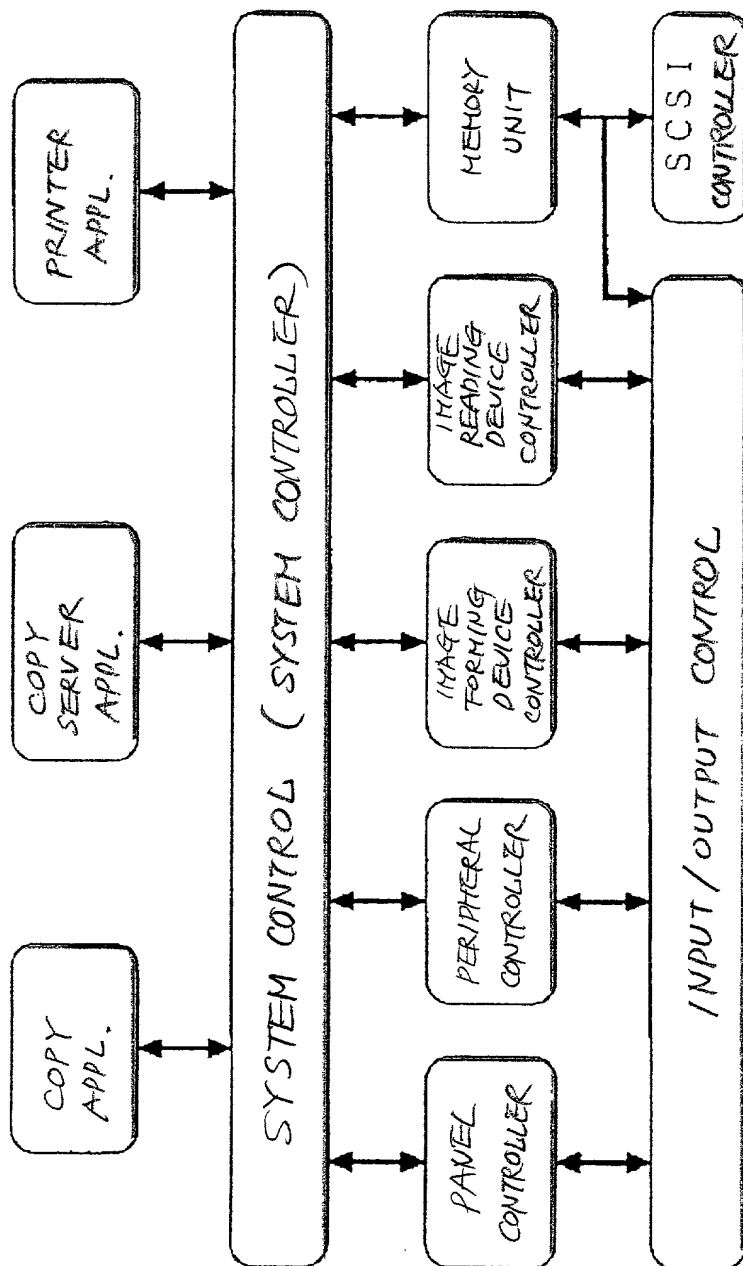 COPY
APPL.
COPY
SERVER
APPL.
PRINTER
APPL.
SYSTEM CONTROL (SYSTEM CONTROLLER)
PANEL
CONTROLLER
PERIPHERAL
CONTROLLER
IMAGE
FORMING
DEVICE
CONTROLLER
IMAGE
READING
DEVICE
CONTROLLER
MEMORY
UNIT
INPUT/OUTPUT CONTROL
SCSI
CONTROLLER